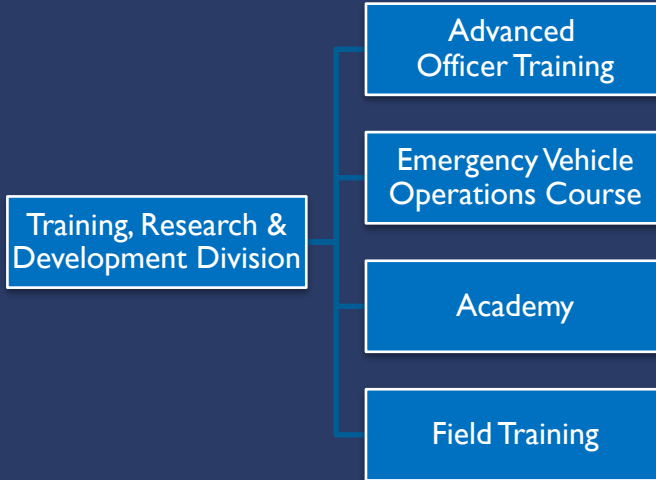 Advanced
Officer Training
Emergency Vehicle
Operations Course
Training, Research &
Development Division
Academy
Field Training